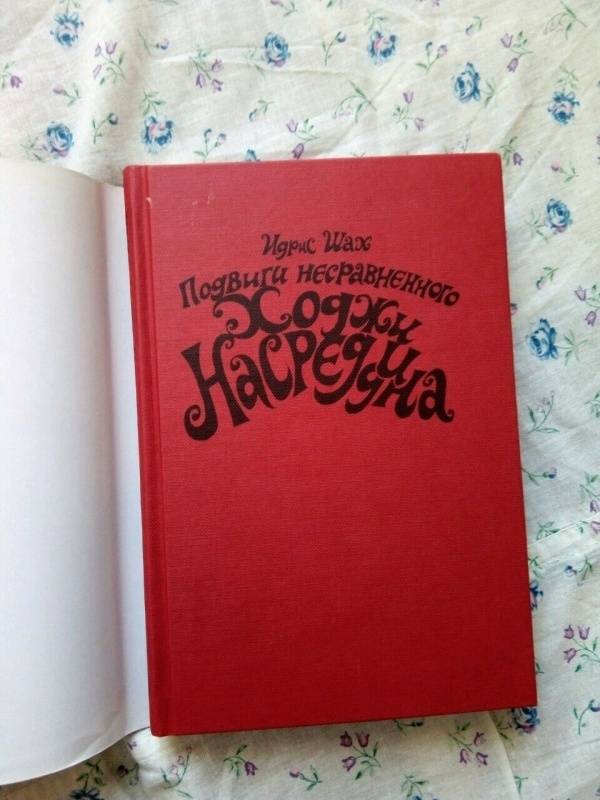 Идрис Шах
Подвиги несравненного
Ходжи
Насреддина